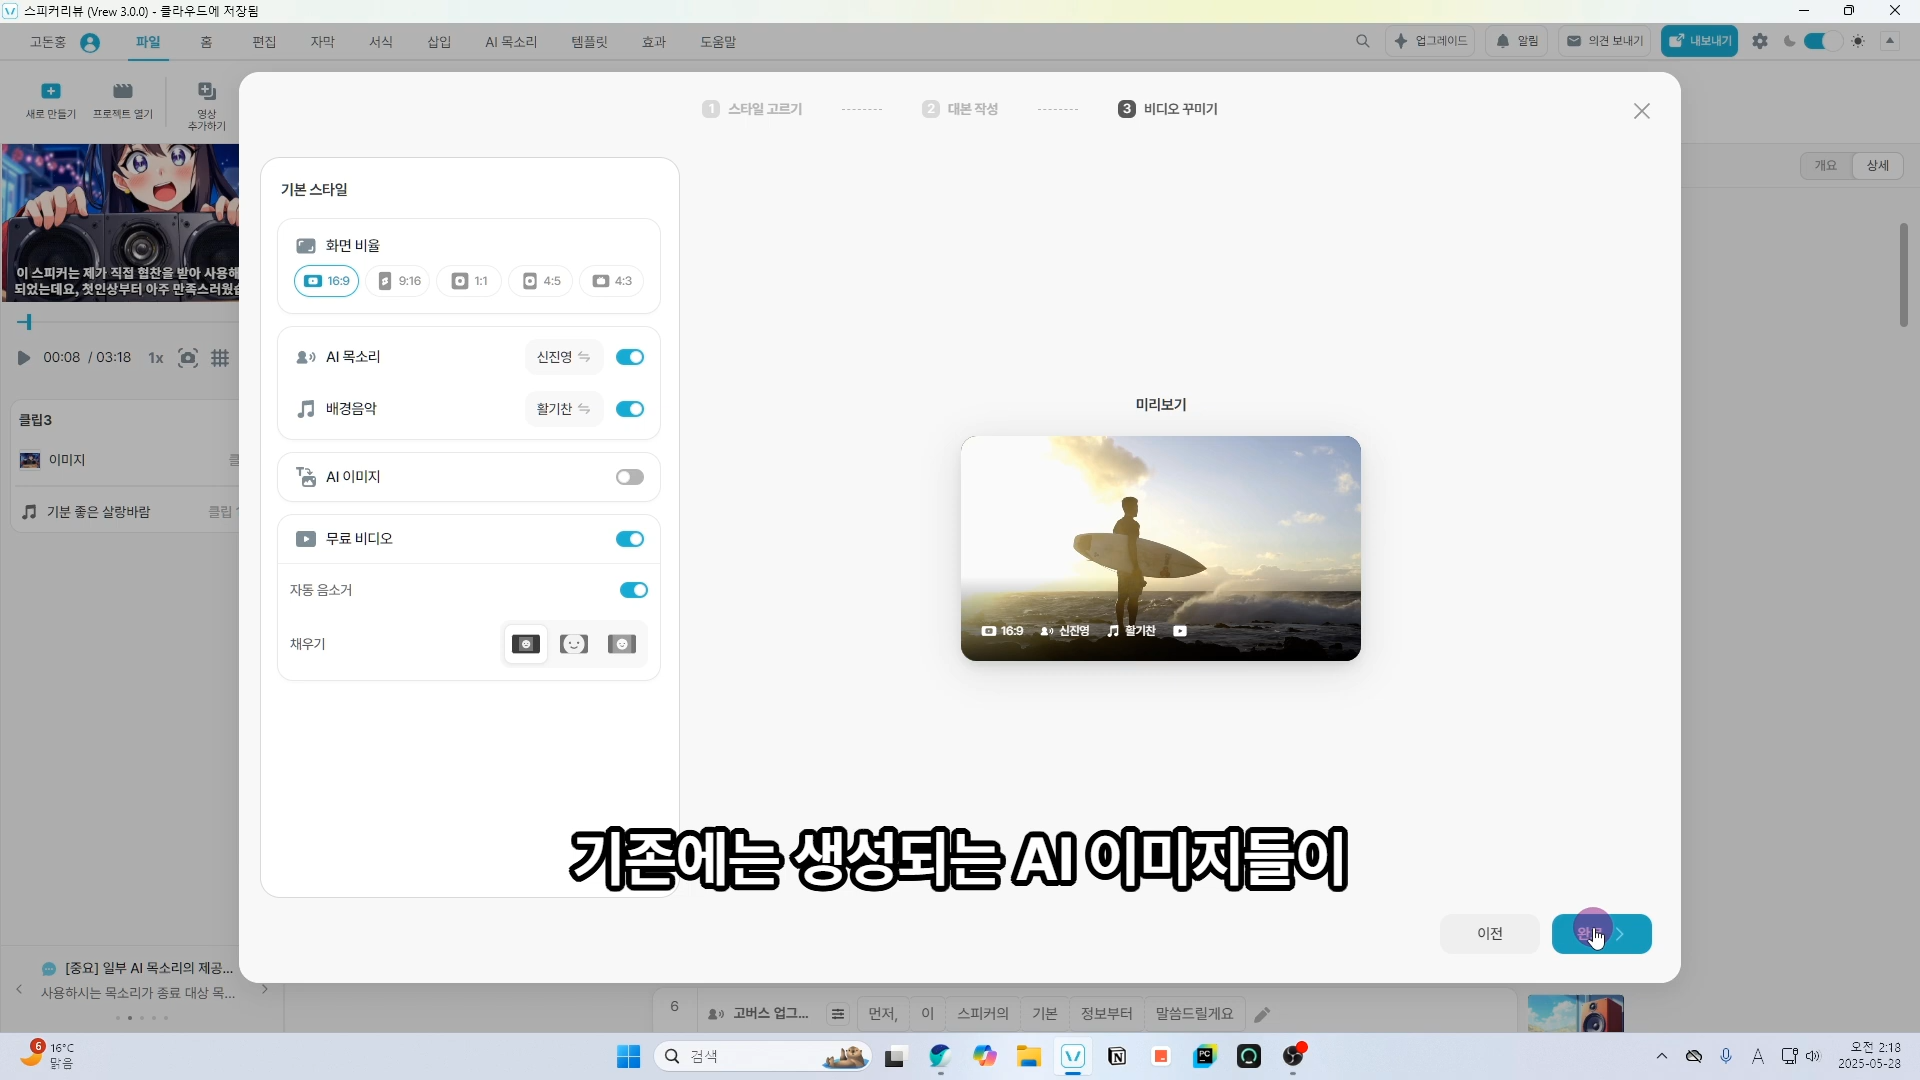 스피커리뷰 (Vrew 3.0.0) - 클라우드에 저장됨
고돈홍 파일 홈 편집 자막 서식 삽입 AI 목소리 템플릿 효과 도움말 업그레이드 알림 의견 보내기 내보내기
새로 만들기 프로젝트 열기 영상
추가하기
개요 상세
1 스타일 고르기 2 대본 작성 3 비디오 꾸미기
기본 스타일
화면 비율
16:9 9:16 1:1 4:5 4:3
AI 목소리 신진영
배경음악 활기찬
AI 이미지
무료 비디오
자동 음소거
채우기
미리보기
16:9 신진영 활기찬
이 스피커는 제가 직접 협찬을 받아 사용해
되었는데요, 첫인상부터 아주 만족스러웠습
00:08 / 03:18 1x
클립3
이미지
기분 좋은 살랑바람 클립
기존에는 생성되는 AI 이미지들이
이전
[중요] 일부 AI 목소리의 제공...
사용하시는 목소리가 종료 대상 목...
6 고버스 업그... 먼저, 이 스피커의 기본 정보부터 말씀드릴게요
6 16°C
맑음
검색
PC
A
오전 2:18
2025-05-28